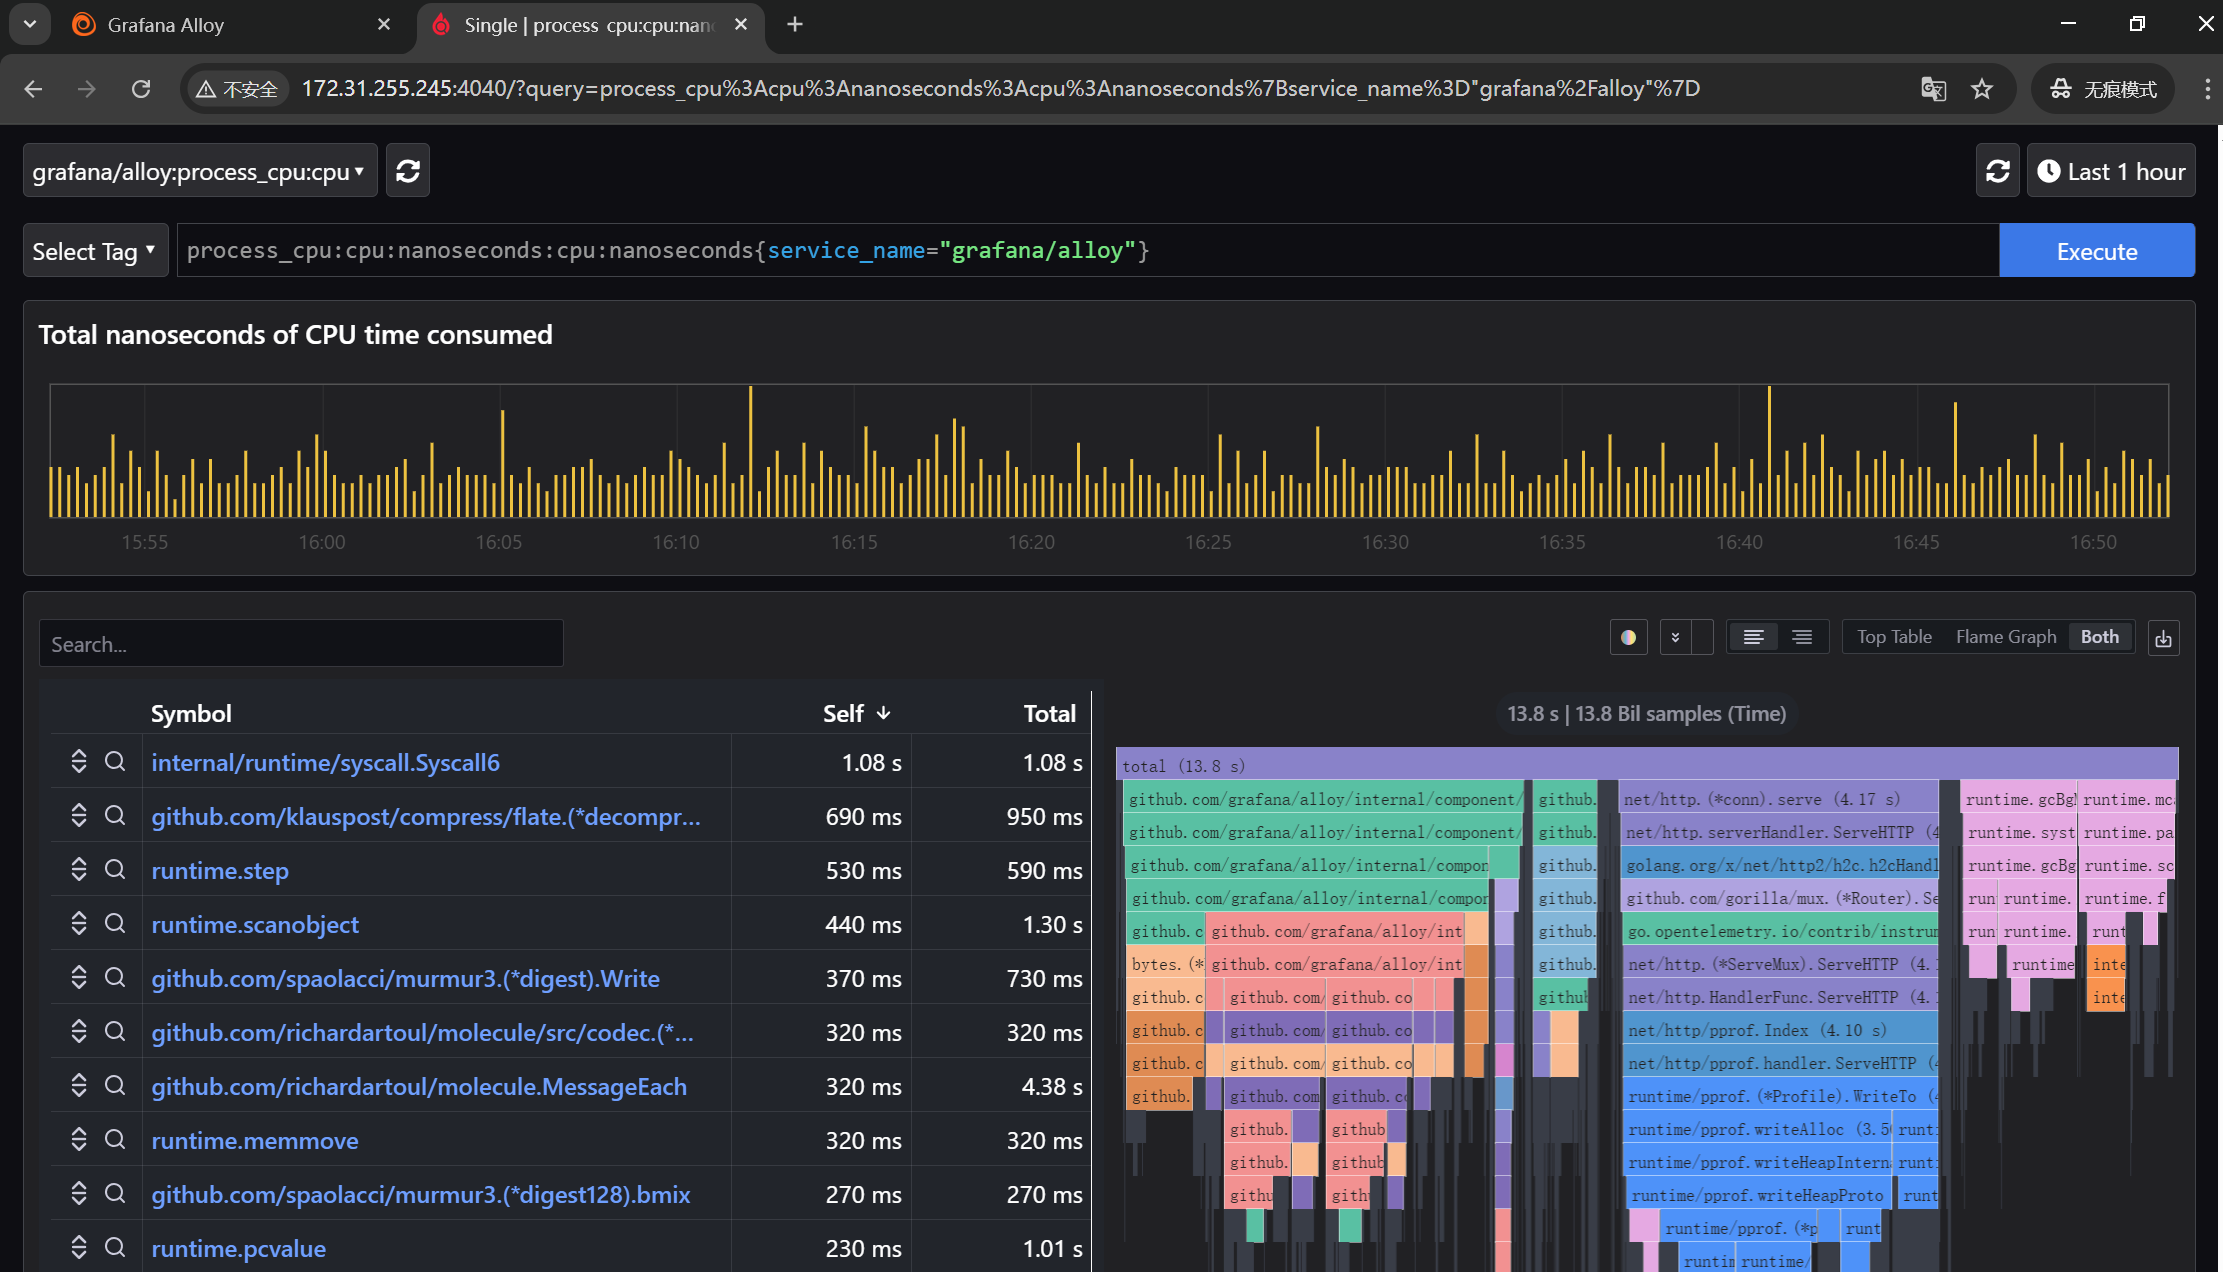 Grafana Alloy
Single | process_cpu:cpu:nan
不安全
172.31.255.245:4040/?query=process_cpu%3Acpu%3Ananoseconds%3Acpu%3Ananoseconds%7Bservice_name%3D"grafana%2Falloy"%7D
无痕模式
grafana/alloy:process_cpu:cpu
Last 1 hour
Select Tag
process_cpu:cpu:nanoseconds:cpu:nanoseconds{service_name="grafana/alloy"}
Execute
Total nanoseconds of CPU time consumed
15:55 16:00 16:05 16:10 16:15 16:20 16:25 16:30 16:35 16:40 16:45 16:50
Search...
Top Table Flame Graph Both
Symbol Self Total
internal/runtime/syscall.Syscall6 1.08 s 1.08 s
github.com/klauspost/compress/flate.(*decompr... 690 ms 950 ms
runtime.step 530 ms 590 ms
runtime.scanobject 440 ms 1.30 s
github.com/spaolacci/murmur3.(*digest).Write 370 ms 730 ms
github.com/richardartoul/molecule/src/codec.(*... 320 ms 320 ms
github.com/richardartoul/molecule.MessageEach 320 ms 4.38 s
runtime.memmove 320 ms 320 ms
github.com/spaolacci/murmur3.(*digest128).bmix 270 ms 270 ms
runtime.pcvalue 230 ms 1.01 s
13.8 s | 13.8 Bil samples (Time)
total (13.8 s)
github.com/grafana/alloy/internal/component/ github. net/http.(*conn).serve (4.17 s) runtime.gcBgM runtime.mca
github.com/grafana/alloy/internal/component/ github. net/http.serverHandler.ServeHTTP (4 runtime.syst runtime.pa
github.com/grafana/alloy/internal/compon github. golang.org/x/net/http2/h2c.h2cHandl runtime.gcBg runtime.sc
github.com/grafana/alloy/internal/compon github. github.com/gorilla/mux.(*Router).Se run runtime. runtime.f
github.c github.com/grafana/alloy/int github. go.opentelemetry.io/contrib/instrum run runtime. runt
bytes.(* github.com/grafana/alloy/int github. net/http.(*ServeMux).ServeHTTP (4. runtime inte
github.c github.com/ github.co github net/http.HandlerFunc.ServeHTTP (4. inte
github.c github.com/ github.co net/http/pprof.Index (4.10 s)
github.c github.com/ github.co net/http/pprof.handler.ServeHTTP (4
github. github.com github.c runtime/pprof.(*Profile).WriteTo (4
github. github runtime/pprof.writeAlloc (3.5 runt
github. github runtime/pprof.writeHeapIntern runt
githu gith runtime/pprof.writeHeapProto runt
runtime/pprof.(*p runt
runtin runtime/